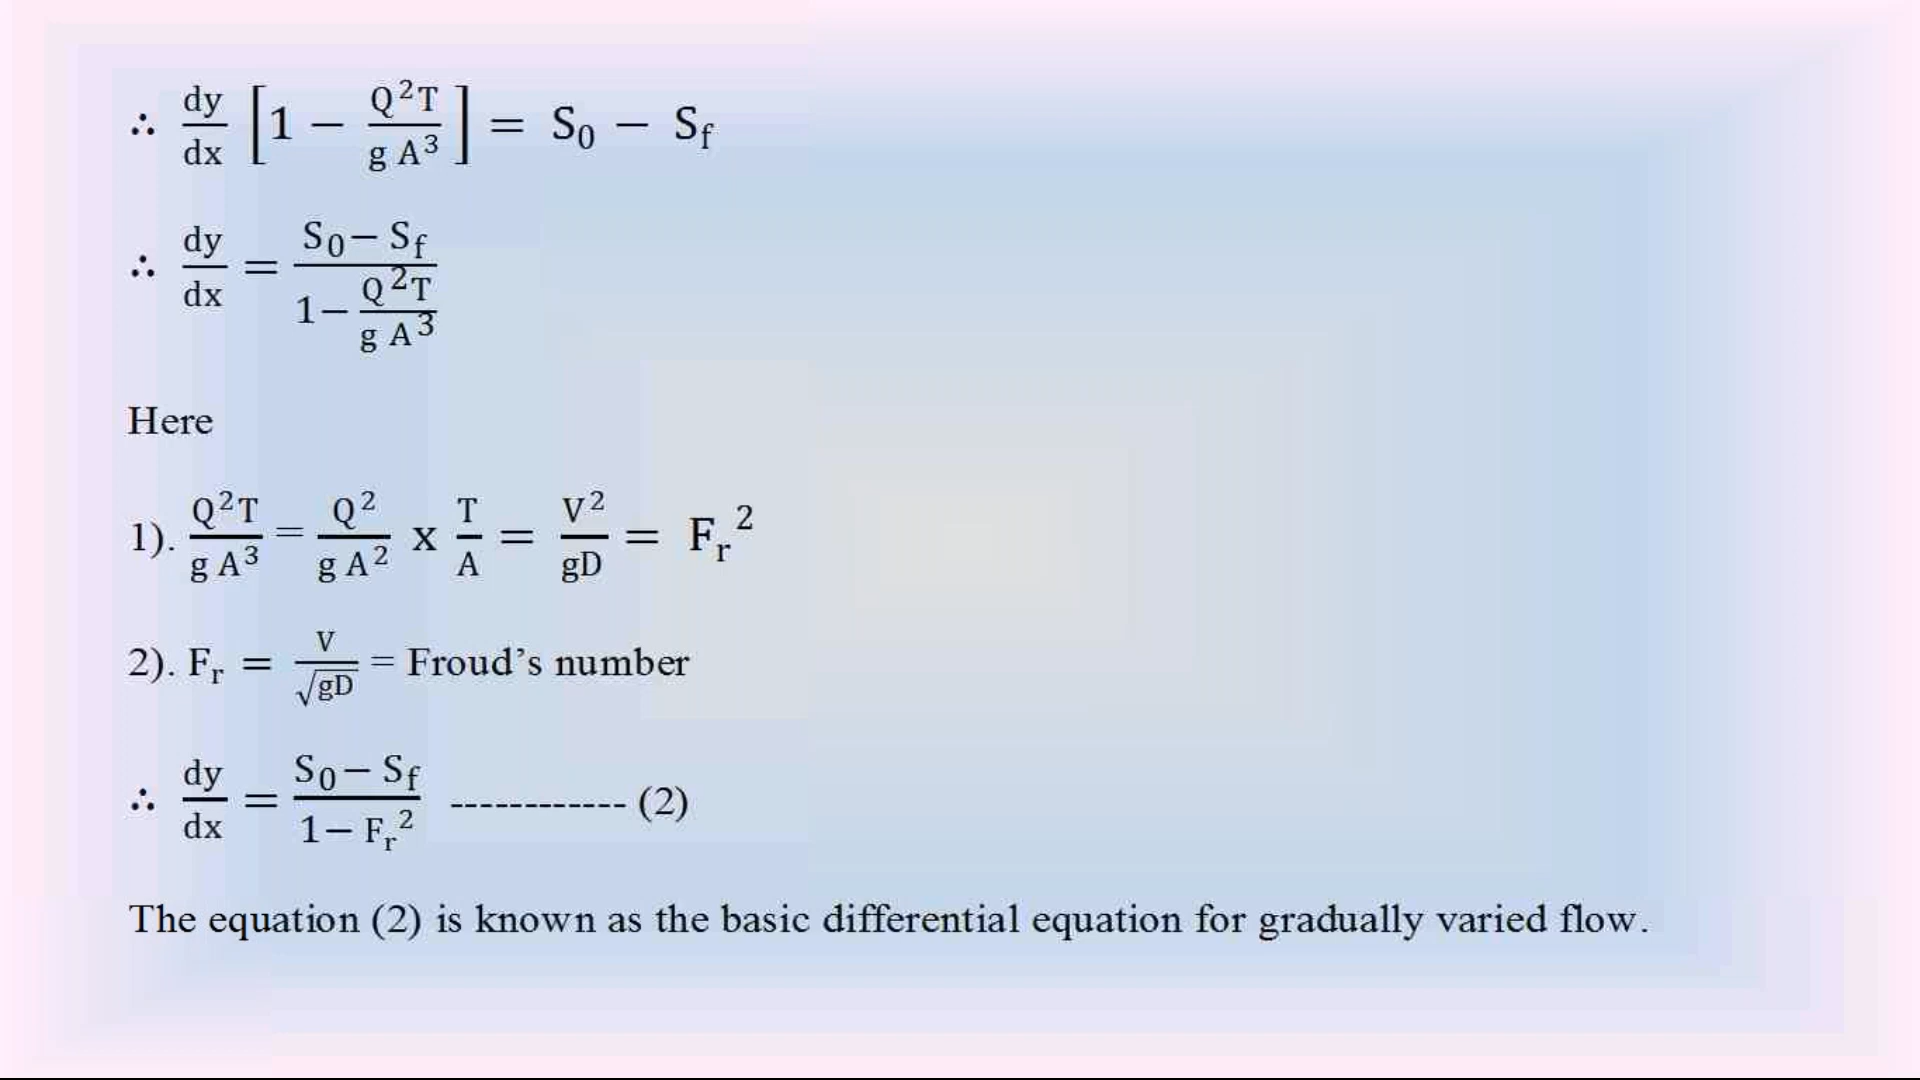 ∴ dy/dx [1 − Q²T / g A³] = S₀ − S_f
∴ dy/dx = (S₀ − S_f) / (1 − Q²T / g A³)
Here
1). Q²T / g A³ = Q² / g A² x T/A = V² / gD = F_r²
2). F_r = V / √gD = Froud's number
∴ dy/dx = (S₀ − S_f) / (1 − F_r²) ------------ (2)
The equation (2) is known as the basic differential equation for gradually varied flow.